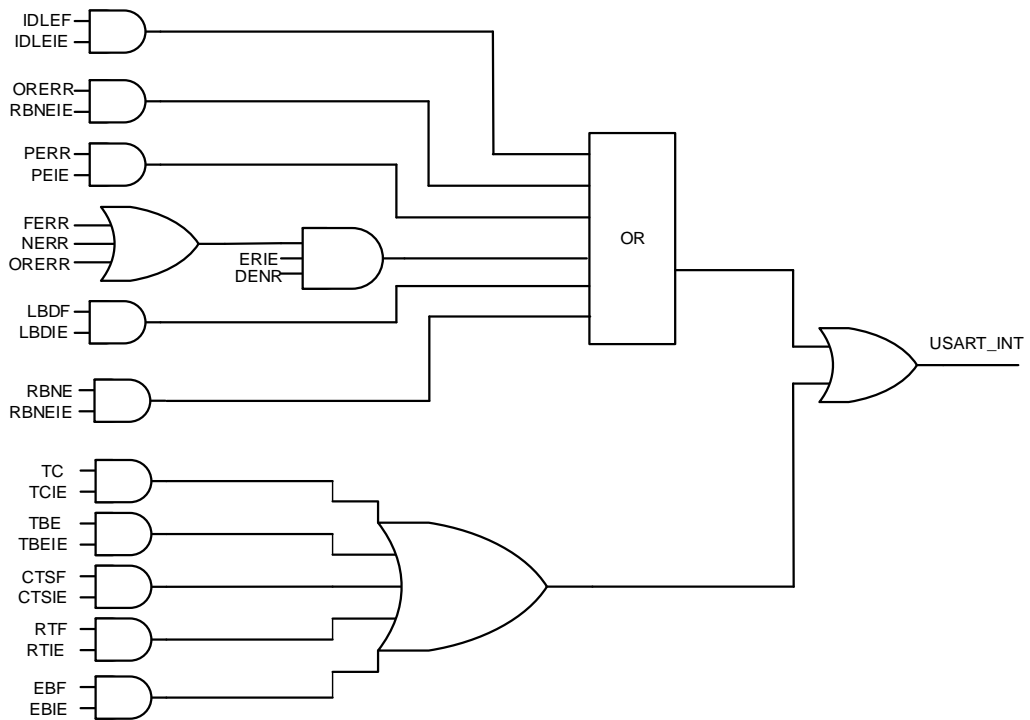 IDLEF
IDLEIE
ORERR
RBNEIE
PERR
PEIE
FERR
NERR
ORERR
ERIE
DENR
LBDF
LBDIE
RBNE
RBNEIE
OR
USART_INT
TC
TCIE
TBE
TBEIE
CTSF
CTSIE
RTF
RTIE
EBF
EBIE